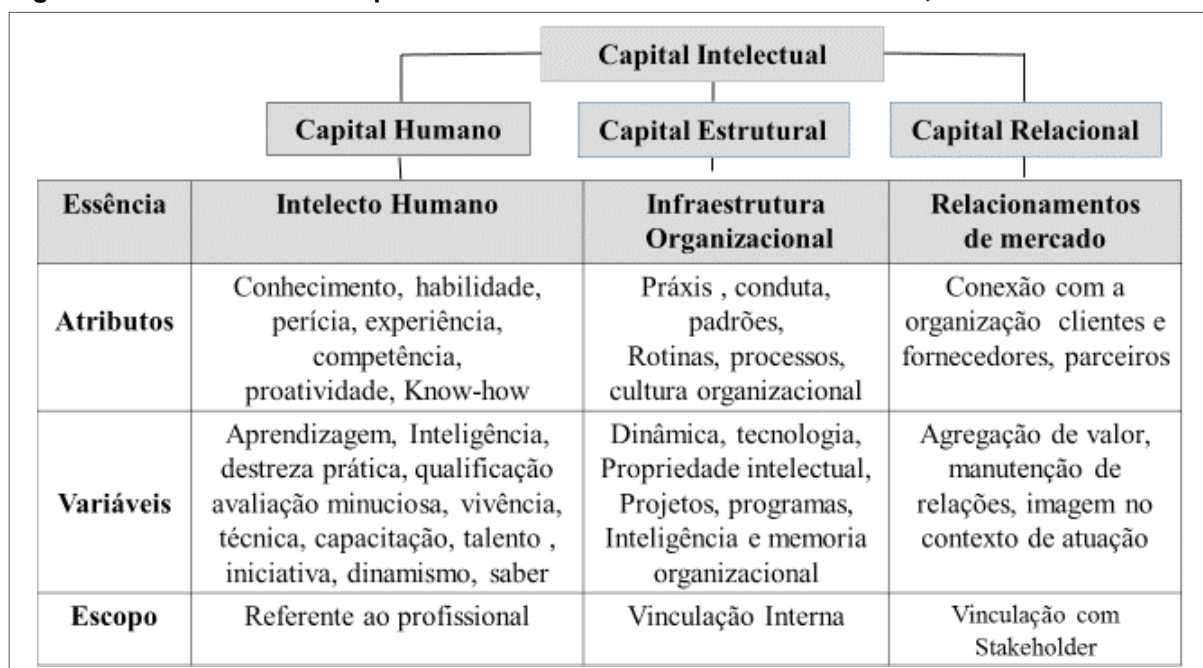 Capital Intelectual
Capital Humano
Capital Estrutural
Capital Relacional
Essência
Intelecto Humano
Infraestrutura
Organizacional
Relacionamentos
de mercado
Atributos
Conhecimento, habilidade,
perícia, experiência,
competência,
proatividade, Know-how
Práxis , conduta,
padrões,
Rotinas, processos,
cultura organizacional
Conexão com a
organização clientes e
fornecedores, parceiros
Variáveis
Aprendizagem, Inteligência,
destreza prática, qualificação
avaliação minuciosa, vivência,
técnica, capacitação, talento ,
iniciativa, dinamismo, saber
Dinâmica, tecnologia,
Propriedade intelectual,
Projetos, programas,
Inteligência e memoria
organizacional
Agregação de valor,
manutenção de
relações, imagem no
contexto de atuação
Escopo
Referente ao profissional
Vinculação Interna
Vinculação com
Stakeholder